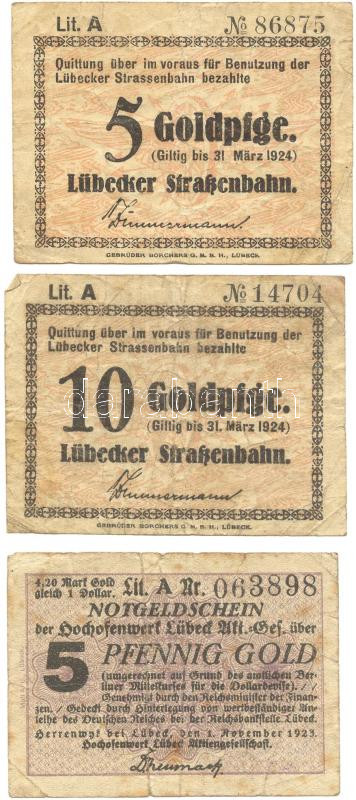 Lit. A № 86875
Quittung über im voraus für Benutzung der
Lübecker Strassenbahn bezahlte
5 Goldpfge.
(Giltig bis 31. März 1924)
Lübecker Straßenbahn.
Zimmermann
GEBRÜDER BORCHERS G. M. B. H., LÜBECK.
Lit. A № 14704
Quittung über im voraus für Benutzung der
Lübecker Strassenbahn bezahlte
10 Goldpfge.
(Giltig bis 31. März 1924)
Lübecker Straßenbahn.
Zimmermann
GEBRÜDER BORCHERS G. M. B. H., LÜBECK.
darabanth
4,20 Mark Gold
gleich 1 Dollar. Lit. A Nr. 063898
NOTGELDSCHEIN
der Hochofenwerk Lübeck Akt.=Ges. über
5 PFENNIG GOLD
(umgerechnet auf Grund des amtlichen Ber-
liner Mittelkurses für die Dollardevise). / /
Genehmigt durch den Reichsminister der Finan-
zen. / Gedeckt durch Hinterlegung von wertbeständiger An-
leihe des Deutschen Reiches bei der Reichsbankstelle Lübeck.
Herrenwyk bei Lübeck, den 1. November 1923.
Hochofenwerk Lübeck Aktiengesellschaft.